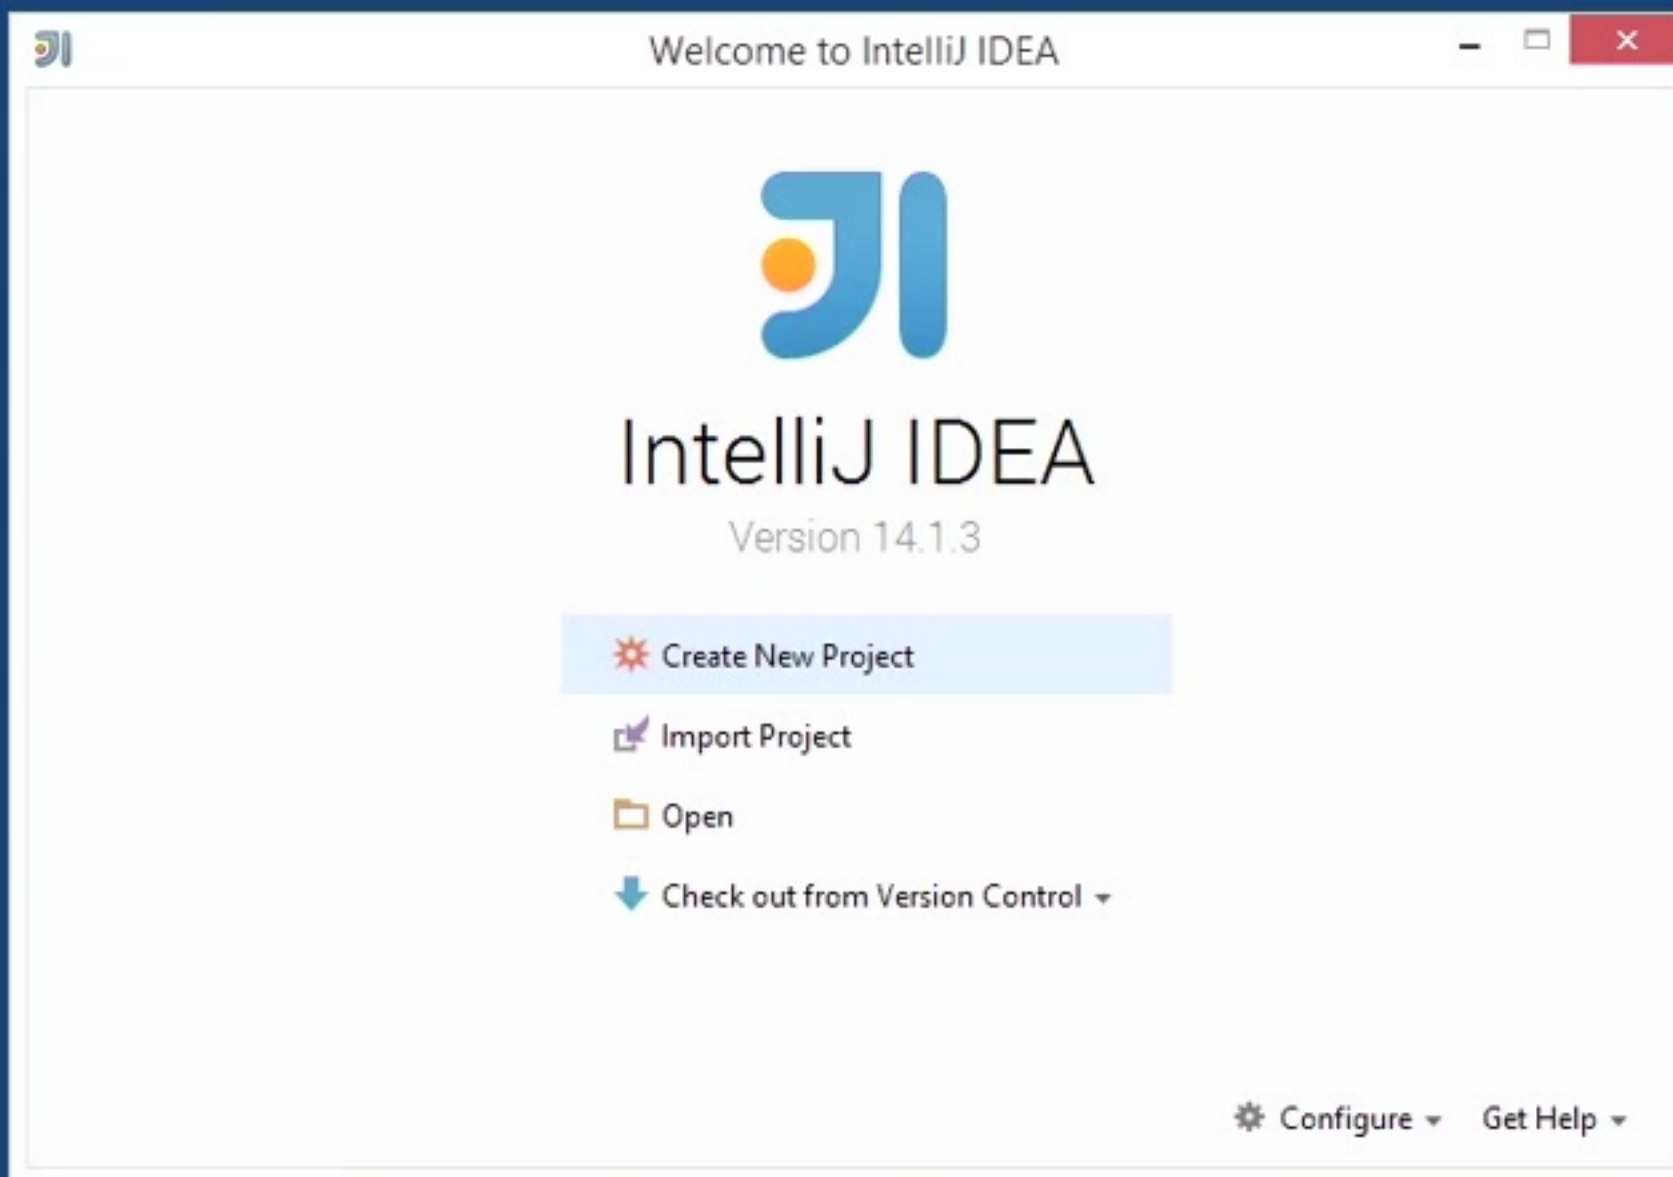 Welcome to IntelliJ IDEA
IntelliJ IDEA
Version 14.1.3
Create New Project
Import Project
Open
Check out from Version Control
Configure
Get Help